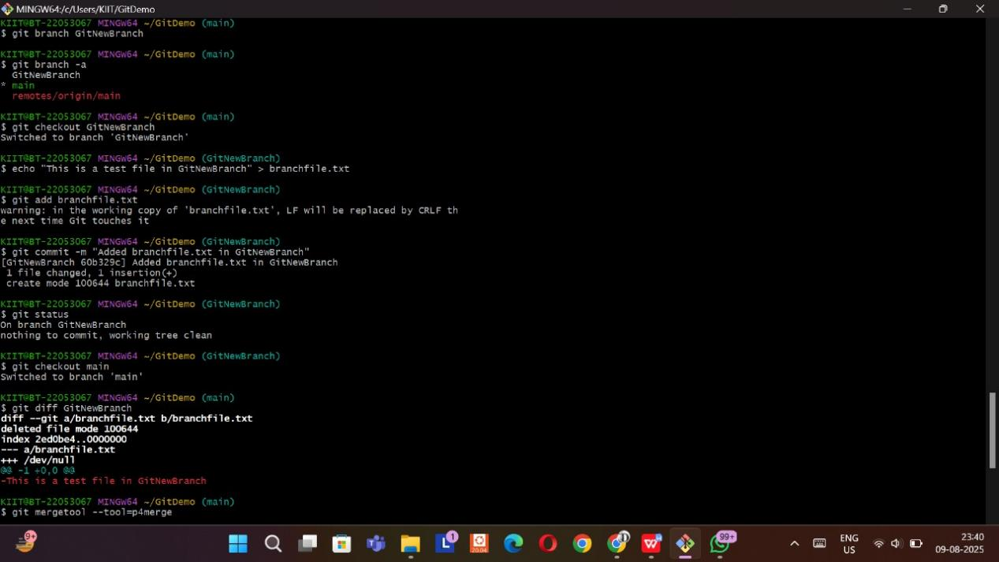 MINGW64:/c/Users/KIIT/GitDemo
KIIT@BT-22053067 MINGW64 ~/GitDemo (main)
$ git branch GitNewBranch
KIIT@BT-22053067 MINGW64 ~/GitDemo (main)
$ git branch -a
  GitNewBranch
* main
  remotes/origin/main
KIIT@BT-22053067 MINGW64 ~/GitDemo (main)
$ git checkout GitNewBranch
Switched to branch 'GitNewBranch'
KIIT@BT-22053067 MINGW64 ~/GitDemo (GitNewBranch)
$ echo "This is a test file in GitNewBranch" > branchfile.txt
KIIT@BT-22053067 MINGW64 ~/GitDemo (GitNewBranch)
$ git add branchfile.txt
warning: in the working copy of 'branchfile.txt', LF will be replaced by CRLF th
e next time Git touches it
KIIT@BT-22053067 MINGW64 ~/GitDemo (GitNewBranch)
$ git commit -m "Added branchfile.txt in GitNewBranch"
[GitNewBranch 60b329c] Added branchfile.txt in GitNewBranch
 1 file changed, 1 insertion(+)
 create mode 100644 branchfile.txt
KIIT@BT-22053067 MINGW64 ~/GitDemo (GitNewBranch)
$ git status
On branch GitNewBranch
nothing to commit, working tree clean
KIIT@BT-22053067 MINGW64 ~/GitDemo (GitNewBranch)
$ git checkout main
Switched to branch 'main'
KIIT@BT-22053067 MINGW64 ~/GitDemo (main)
$ git diff GitNewBranch
diff --git a/branchfile.txt b/branchfile.txt
deleted file mode 100644
index 2ed0be4..0000000
--- a/branchfile.txt
+++ /dev/null
@@ -1 +0,0 @@
-This is a test file in GitNewBranch
KIIT@BT-22053067 MINGW64 ~/GitDemo (main)
$ git mergetool --tool=p4merge
9+
L
1
20.04
D
W
99+
ENG
US
23:40
09-08-2025